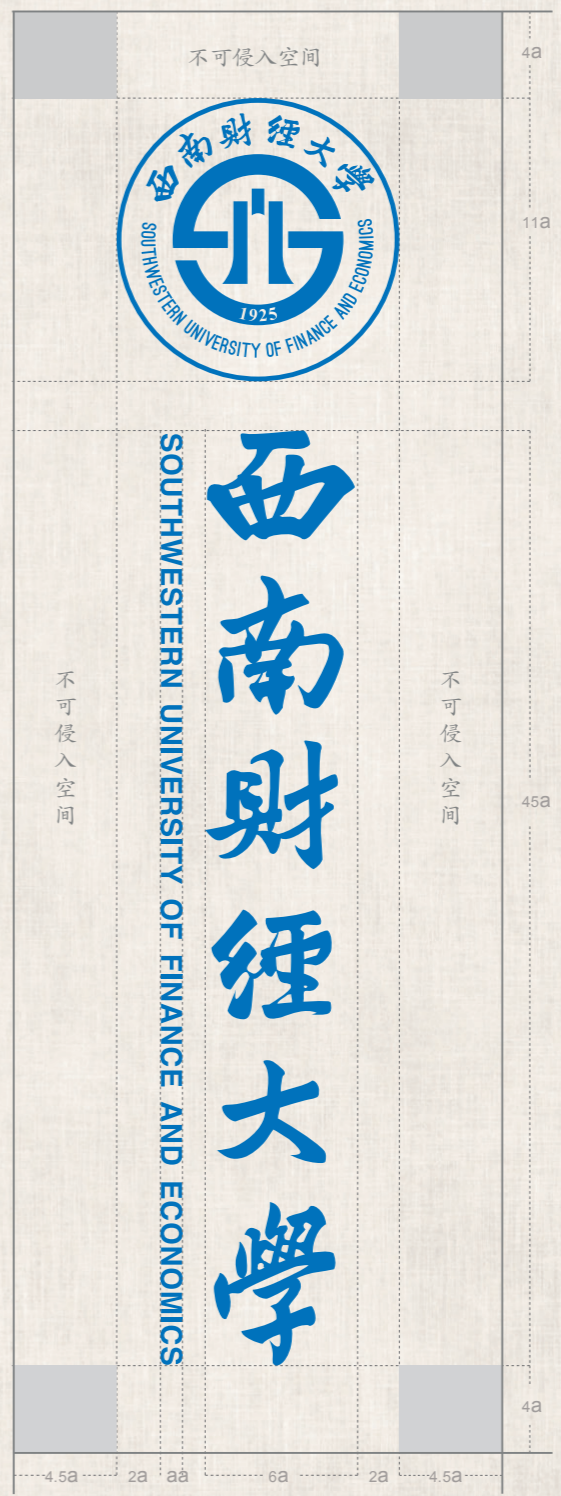 不可侵入空间
4a
西南財經大學
11a
1925
SOUTHWESTERN UNIVERSITY OF FINANCE AND ECONOMICS
SOUTHWESTERN UNIVERSITY OF FINANCE AND ECONOMICS
西南財經大學
不可侵入空间
不可侵入空间
45a
4a
4.5a 2a aa 6a 2a 4.5a